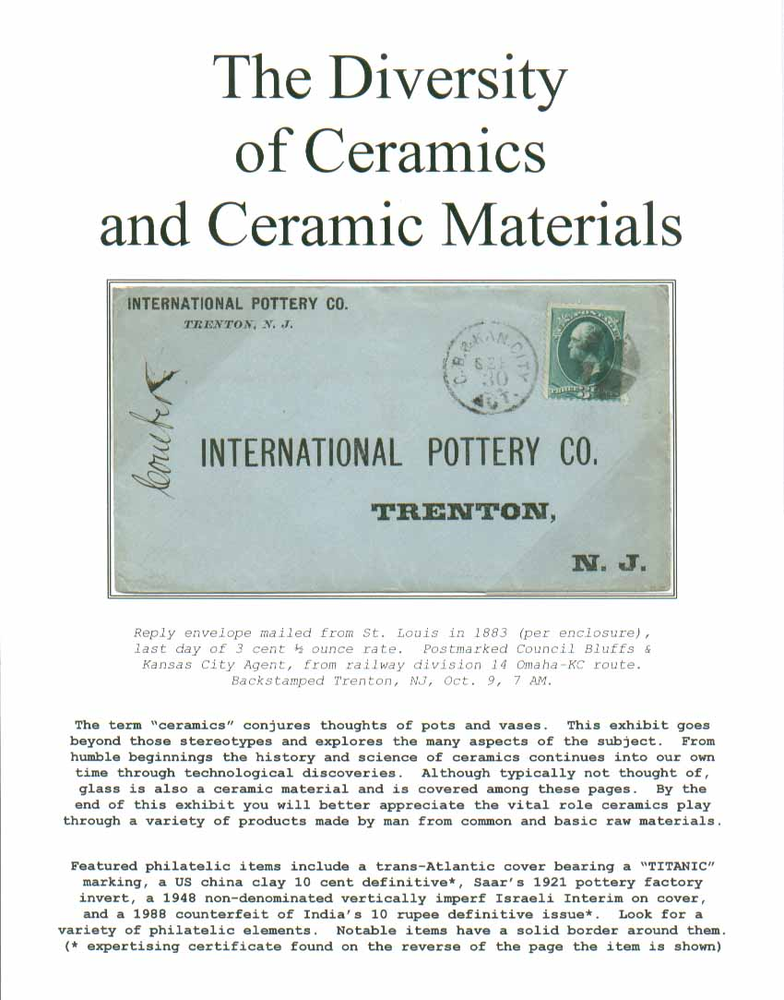 The Diversity
of Ceramics
and Ceramic Materials
INTERNATIONAL POTTERY CO.
TRENTON, N. J.
C.B.&KAN.CITY
SEP
30
Coulter
INTERNATIONAL POTTERY CO.
TRENTON,
N. J.
Reply envelope mailed from St. Louis in 1883 (per enclosure),
last day of 3 cent ½ ounce rate. Postmarked Council Bluffs &
Kansas City Agent, from railway division 14 Omaha-KC route.
Backstamped Trenton, NJ, Oct. 9, 7 AM.
The term "ceramics" conjures thoughts of pots and vases. This exhibit goes
beyond those stereotypes and explores the many aspects of the subject. From
humble beginnings the history and science of ceramics continues into our own
time through technological discoveries. Although typically not thought of,
glass is also a ceramic material and is covered among these pages. By the
end of this exhibit you will better appreciate the vital role ceramics play
through a variety of products made by man from common and basic raw materials.
Featured philatelic items include a trans-Atlantic cover bearing a "TITANIC"
marking, a US china clay 10 cent definitive*, Saar's 1921 pottery factory
invert, a 1948 non-denominated vertically imperf Israeli Interim on cover,
and a 1988 counterfeit of India's 10 rupee definitive issue*. Look for a
variety of philatelic elements. Notable items have a solid border around them.
(* expertising certificate found on the reverse of the page the item is shown)